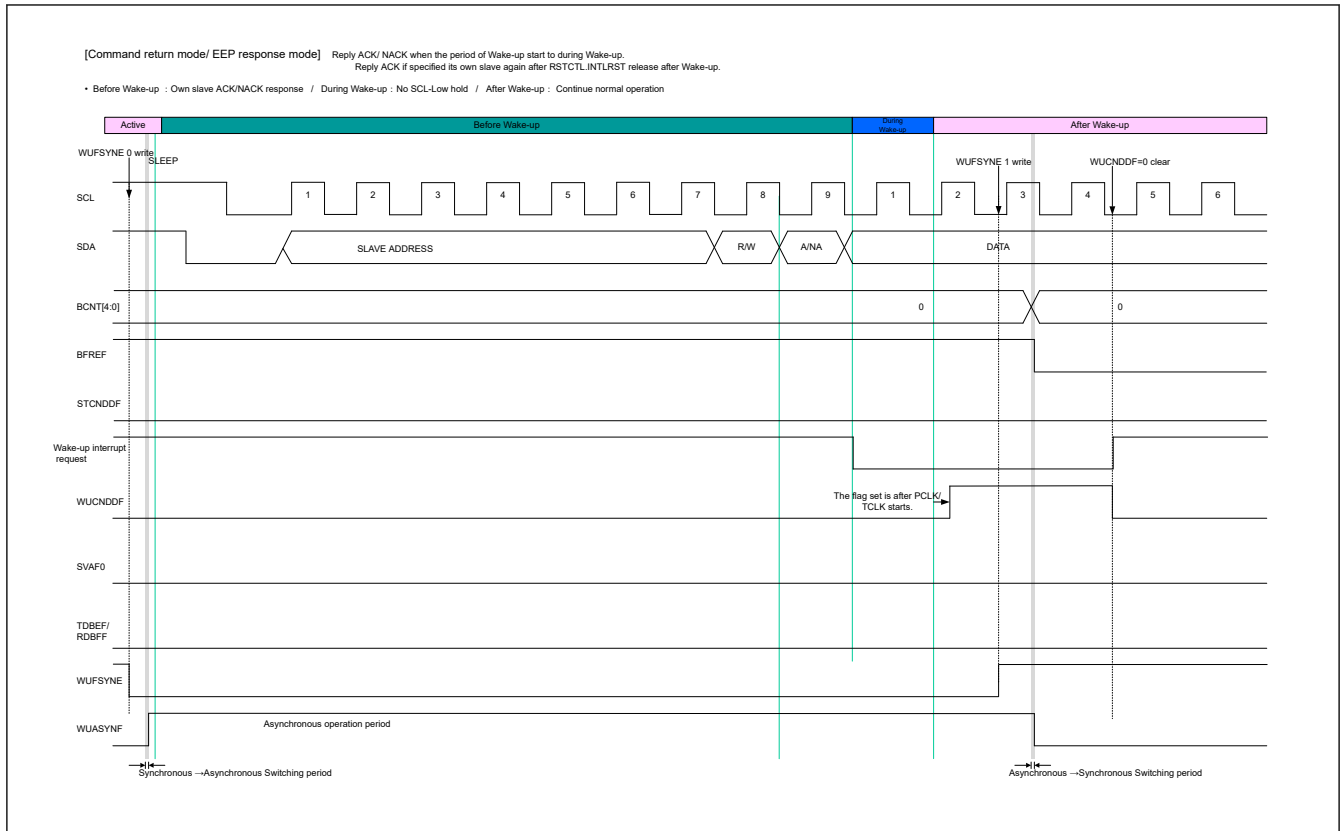 [Command return mode/ EEP response mode] Reply ACK/ NACK when the period of Wake-up start to during Wake-up.
Reply ACK if specified its own slave again after RSTCTL.INTLRST release after Wake-up.
• Before Wake-up : Own slave ACK/NACK response / During Wake-up : No SCL-Low hold / After Wake-up : Continue normal operation
Active Before Wake-up During After Wake-up
Wake-up
WUFSYNE 0 write WUFSYNE 1 write WUCNDDF=0 clear
SLEEP
SCL 1 2 3 4 5 6 7 8 9 1 2 3 4 5 6
SDA SLAVE ADDRESS R/W A/NA DATA
BCNT[4:0] 0 0
BFREF
STCNDDF
Wake-up interrupt
request
WUCNDDF The flag set is after PCLK/
TCLK starts.
SVAF0
TDBEF/
RDBFF
WUFSYNE
WUASYNF Asynchronous operation period
Synchronous →Asynchronous Switching period Asynchronous →Synchronous Switching period